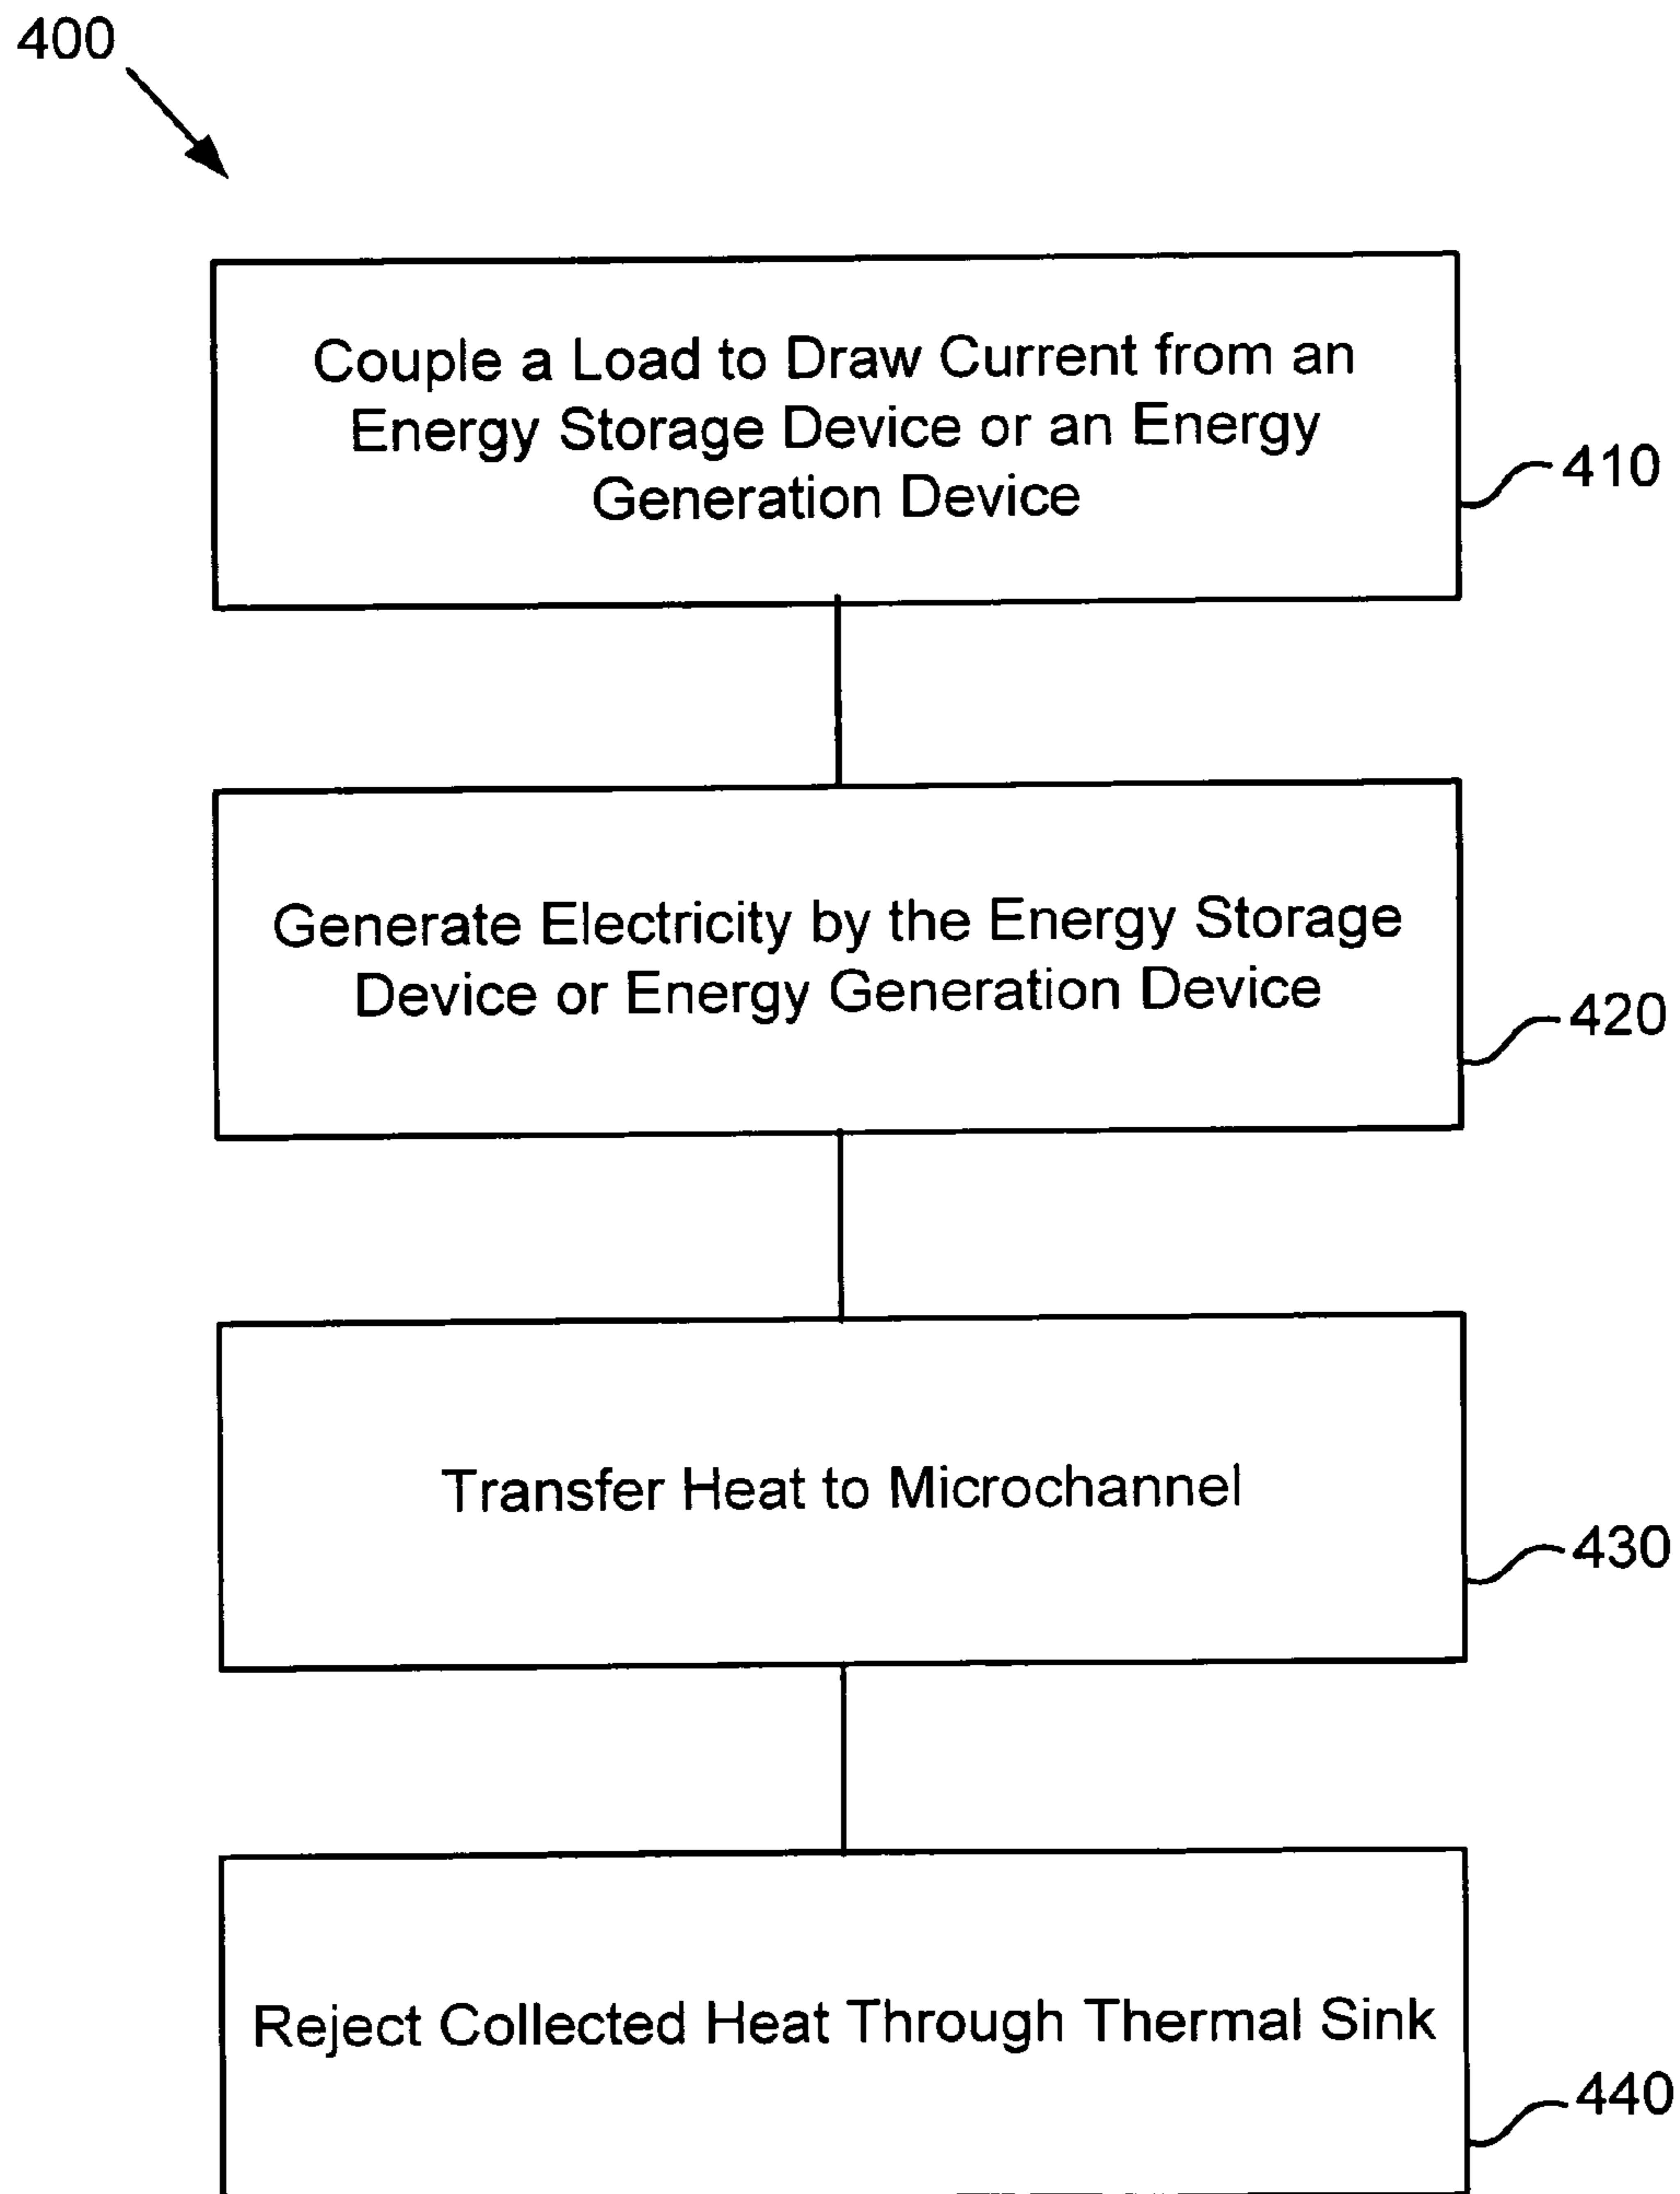 400
Couple a Load to Draw Current from an
Energy Storage Device or an Energy
Generation Device
410
Generate Electricity by the Energy Storage
Device or Energy Generation Device
420
Transfer Heat to Microchannel
430
Reject Collected Heat Through Thermal Sink
440